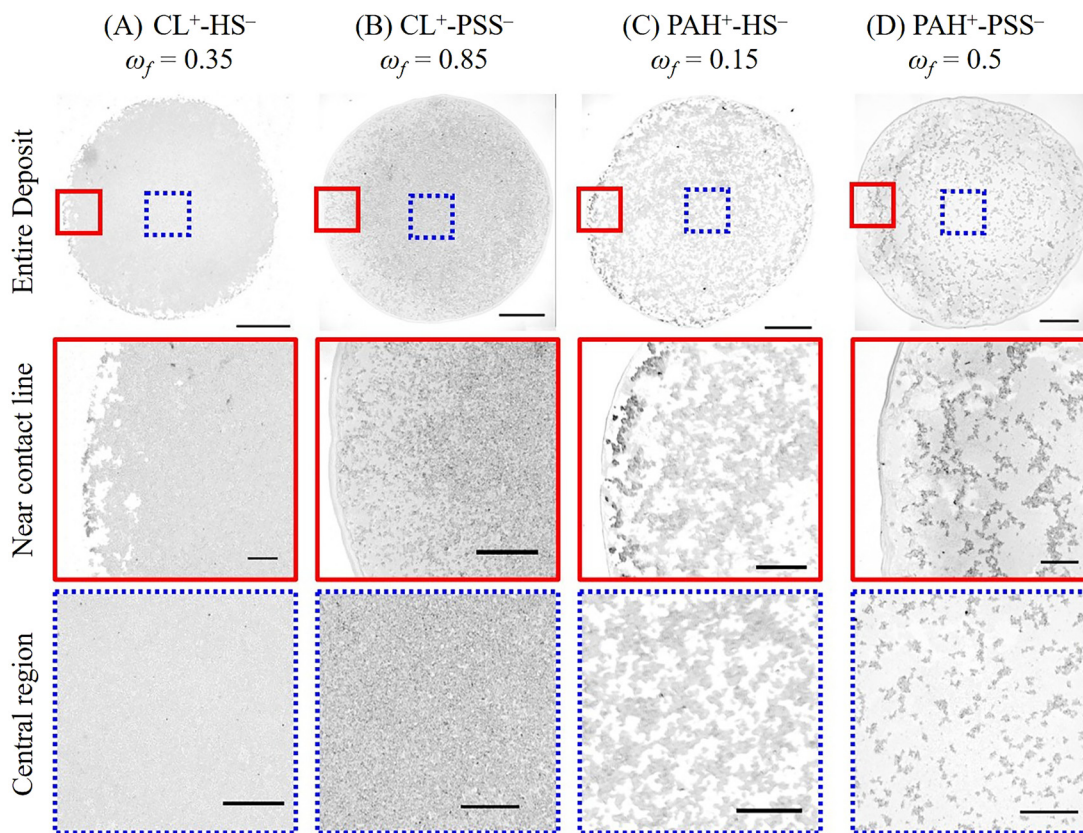 (A) CL⁺-HS⁻
ω_f = 0.35
(B) CL⁺-PSS⁻
ω_f = 0.85
(C) PAH⁺-HS⁻
ω_f = 0.15
(D) PAH⁺-PSS⁻
ω_f = 0.5
Entire Deposit
Near contact line
Central region